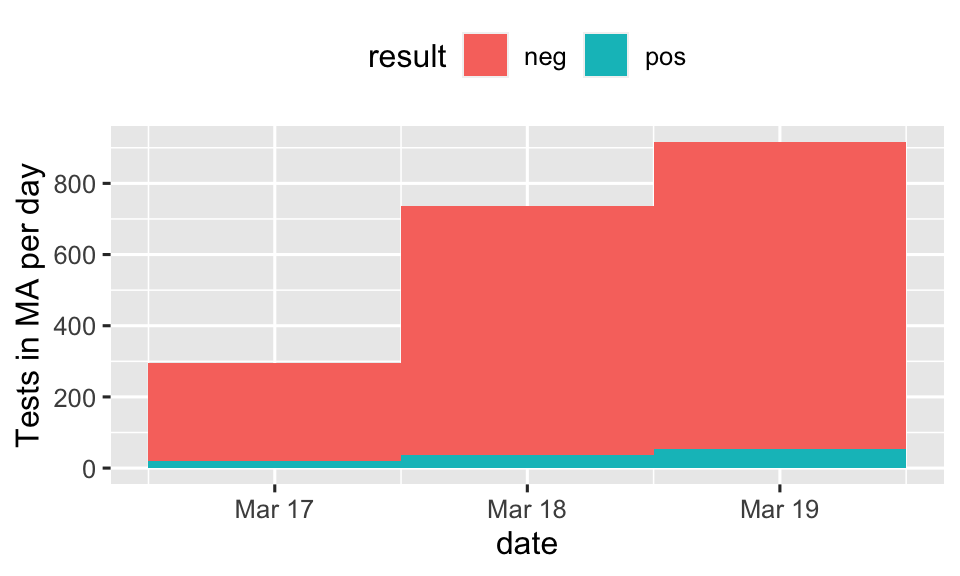 result neg pos
Tests in MA per day
800
600
400
200
0
Mar 17 Mar 18 Mar 19
date